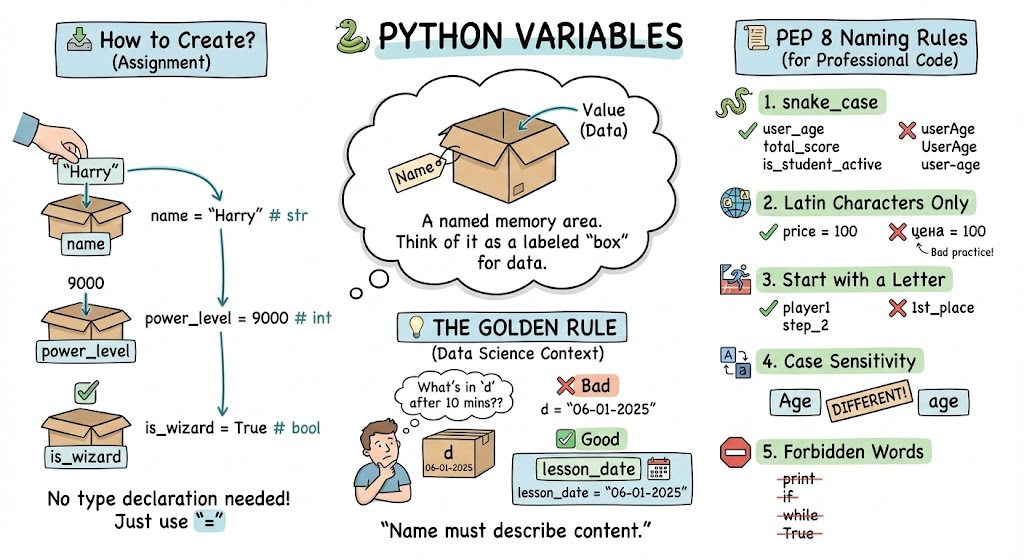 How to Create?
(Assignment)
"Harry"
name
name = "Harry" # str
9000
power_level
power_level = 9000 # int
is_wizard
is_wizard = True # bool
No type declaration needed!
Just use "="
PYTHON VARIABLES
Value
(Data)
Name
A named memory area.
Think of it as a labeled "box"
for data.
THE GOLDEN RULE
(Data Science Context)
What's in 'd'
after 10 mins??
d
06-01-2025
Bad
d = "06-01-2025"
Good
lesson_date
lesson_date = "06-01-2025"
"Name must describe content."
PEP 8 Naming Rules
(for Professional Code)
1. snake_case
user_age
total_score
is_student_active
userAge
UserAge
user-age
2. Latin Characters Only
price = 100
цена = 100
Bad practice!
3. Start with a Letter
player1
step_2
1st_place
A
a
4. Case Sensitivity
Age
DIFFERENT!
age
5. Forbidden Words
print
if
while
True